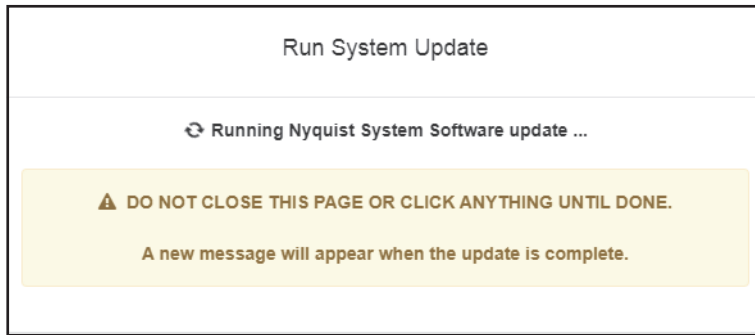 Run System Update
Running Nyquist System Software update ...
DO NOT CLOSE THIS PAGE OR CLICK ANYTHING UNTIL DONE.
A new message will appear when the update is complete.